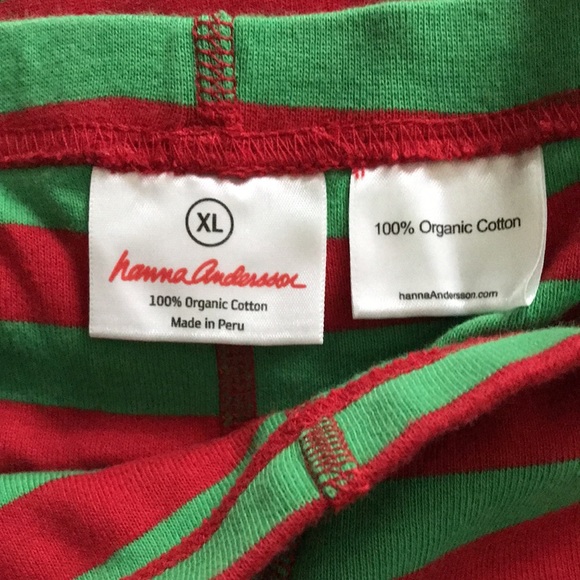 XL
hanna Andersson
100% Organic Cotton
Made in Peru
100% Organic Cotton
hannaAndersson.com